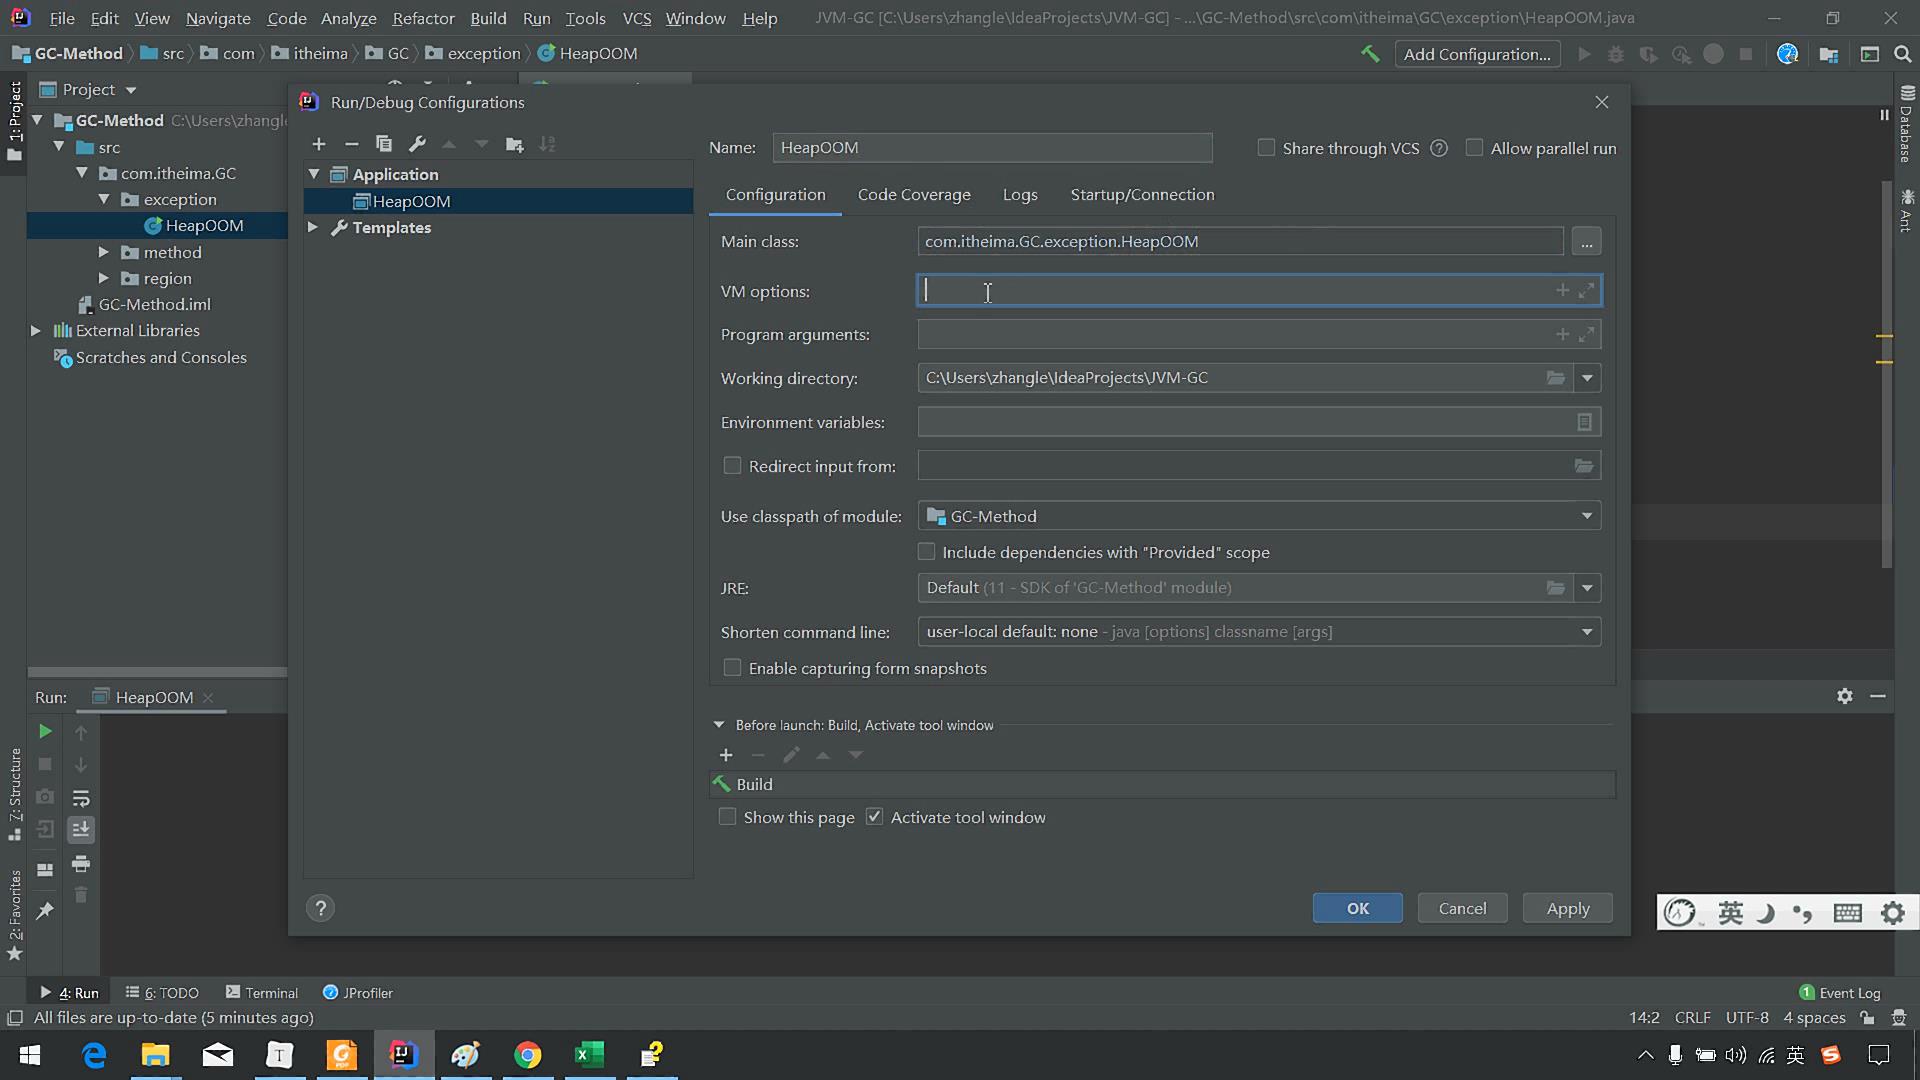 File Edit View Navigate Code Analyze Refactor Build Run Tools VCS Window Help JVM-GC [C:\Users\zhangle\IdeaProjects\JVM-GC] - ...\GC-Method\src\com\itheima\GC\exception\HeapOOM.java
GC-Method src com itheima GC exception HeapOOM Add Configuration...
1: Project
Project
GC-Method C:\Users\zhangle
src
com.itheima.GC
exception
HeapOOM
method
region
GC-Method.iml
External Libraries
Scratches and Consoles
Run/Debug Configurations
Application
HeapOOM
Templates
Name: HeapOOM Share through VCS ? Allow parallel run
Configuration Code Coverage Logs Startup/Connection
Main class: com.itheima.GC.exception.HeapOOM ...
VM options:
Program arguments:
Working directory: C:\Users\zhangle\IdeaProjects\JVM-GC
Environment variables:
Redirect input from:
Use classpath of module: GC-Method
Include dependencies with "Provided" scope
JRE: Default (11 - SDK of 'GC-Method' module)
Shorten command line: user-local default: none - java [options] classname [args]
Enable capturing form snapshots
Before launch: Build, Activate tool window
Build
Show this page Activate tool window
? OK Cancel Apply
Database
Ant
Run: HeapOOM
7: Structure
2: Favorites
英
4: Run 6: TODO Terminal JProfiler 1 Event Log
All files are up-to-date (5 minutes ago) 14:2 CRLF UTF-8 4 spaces
英